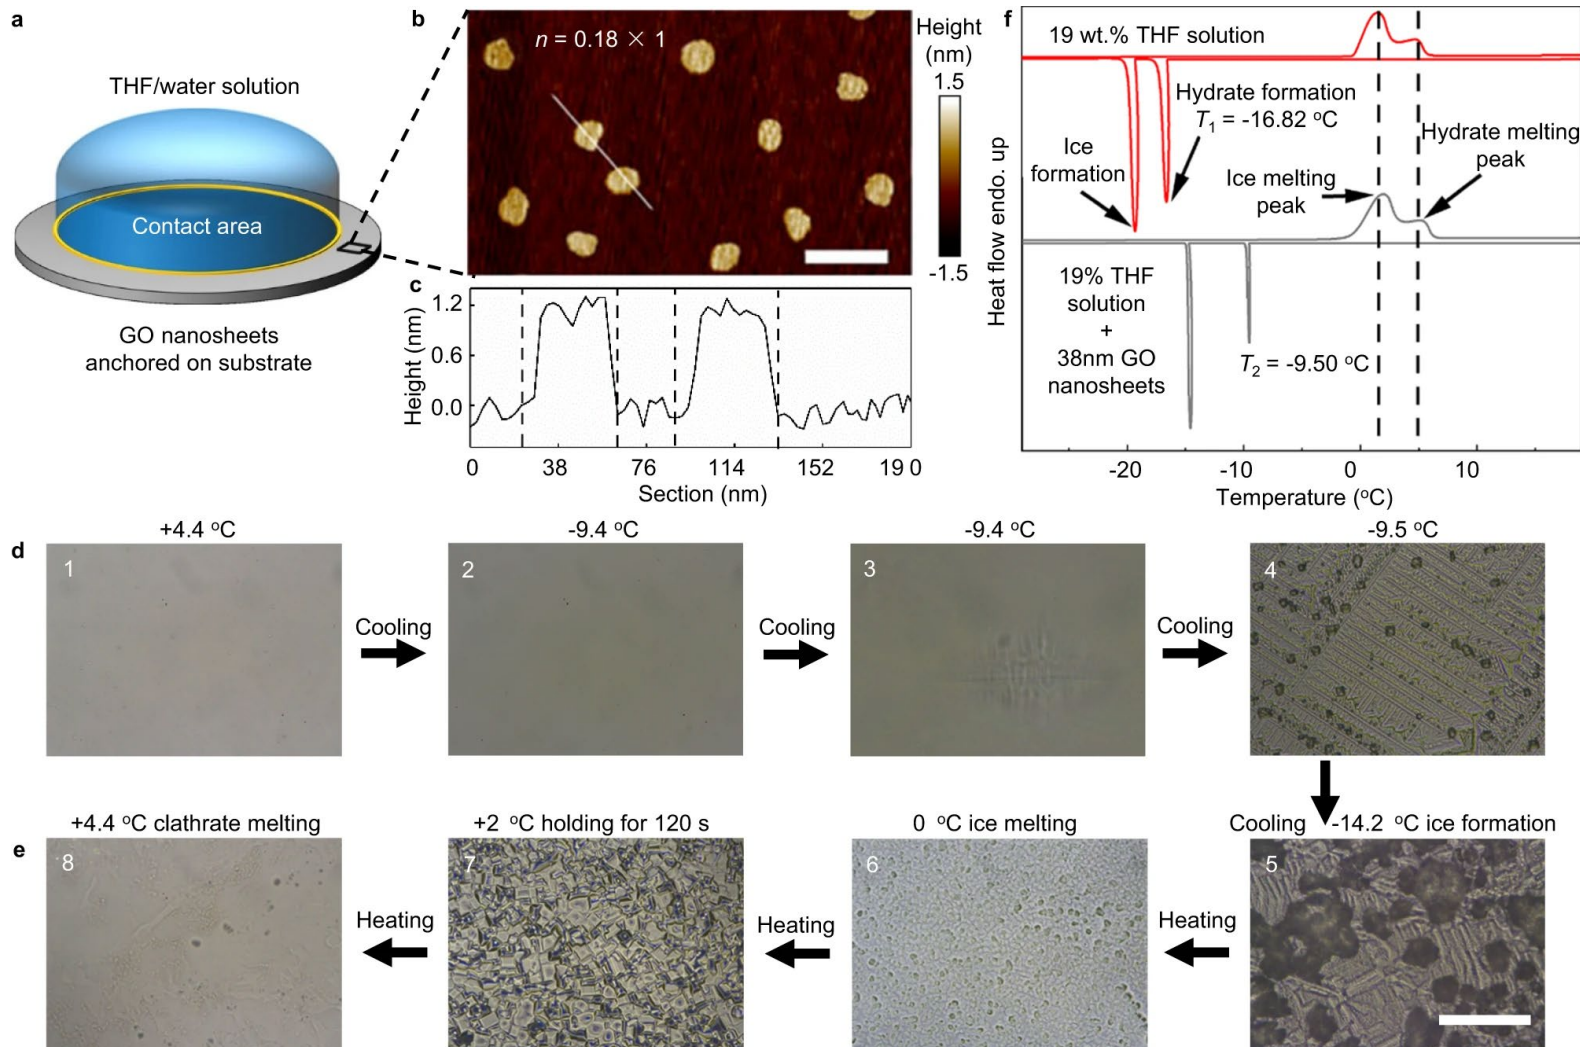 a
THF/water solution
Contact area
GO nanosheets
anchored on substrate
b
n = 0.18 × 1
Height
(nm)
1.5
-1.5
c
Height (nm)
1.2
0.6
0.0
0 38 76 114 152 19 0
Section (nm)
f
19 wt.% THF solution
Hydrate formation
T1 = -16.82 °C
Ice
formation
Hydrate melting
peak
Ice melting
peak
19% THF
solution
+
38nm GO
nanosheets
T2 = -9.50 °C
Heat flow endo. up
-20 -10 0 10
Temperature (°C)
d
+4.4 °C
1
Cooling
-9.4 °C
2
Cooling
-9.4 °C
3
Cooling
-9.5 °C
4
Cooling
-14.2 °C ice formation
5
Heating
0 °C ice melting
6
Heating
+2 °C holding for 120 s
7
Heating
+4.4 °C clathrate melting
8
e